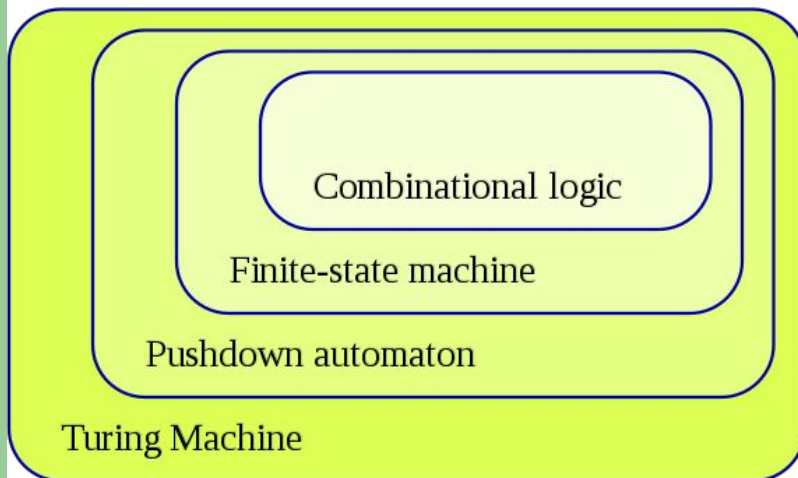 Combinational logic
Finite-state machine
Pushdown automaton
Turing Machine